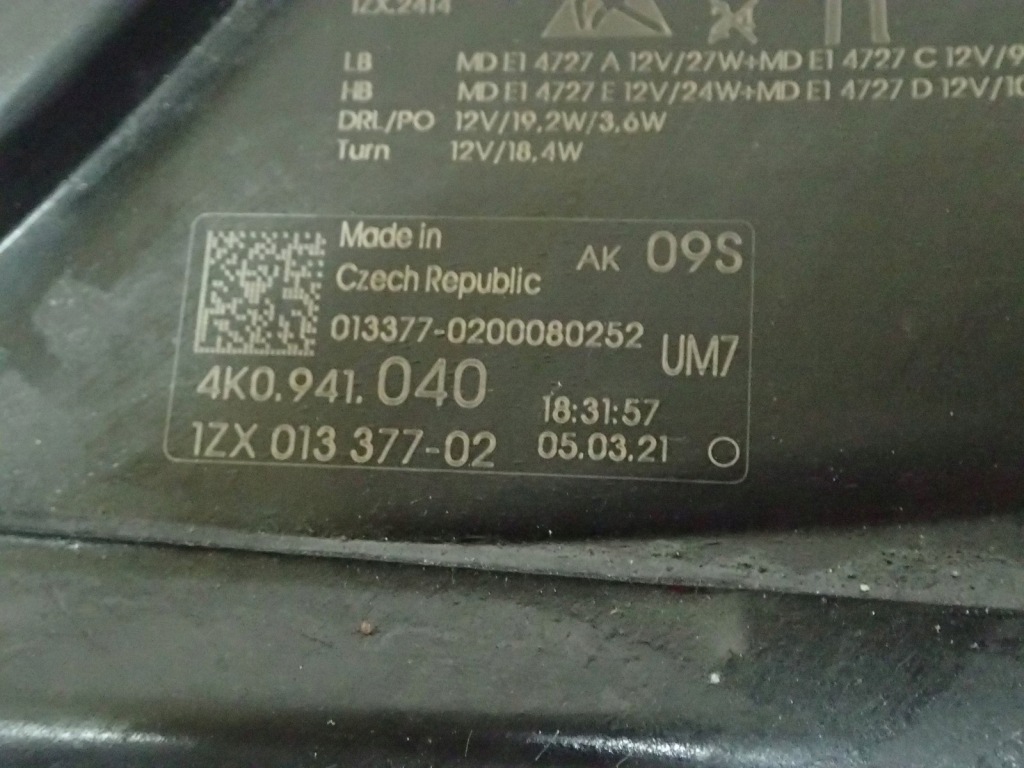 1ZX.2414
LB MD E1 4727 A 12V/27W+MD E1 4727 C 12V/9
HB MD E1 4727 E 12V/24W+MD E1 4727 D 12V/10
DRL/PO 12V/19,2W/3,6W
Turn 12V/18,4W
Made in
Czech Republic
AK 09S
013377-0200080252
UM7
4K0.941.040
18:31:57
1ZX 013 377-02
05.03.21